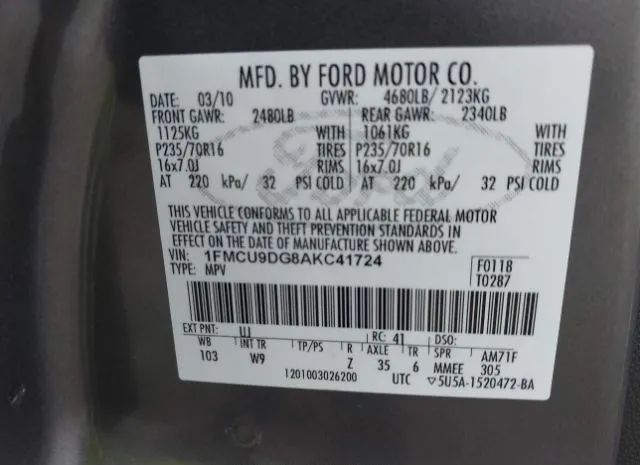 MFD. BY FORD MOTOR CO.
DATE: 03/10 GVWR: 4680LB/ 2123KG
FRONT GAWR: 2480LB REAR GAWR: 2340LB
1125KG WITH 1061KG WITH
P235/70R16 TIRES P235/70R16 TIRES
16x7.0J RIMS 16x7.0J RIMS
AT 220 kPa/ 32 PSI COLD AT 220 kPa/ 32 PSI COLD
THIS VEHICLE CONFORMS TO ALL APPLICABLE FEDERAL MOTOR
VEHICLE SAFETY AND THEFT PREVENTION STANDARDS IN
EFFECT ON THE DATE OF MANUFACTURE SHOWN ABOVE.
VIN: 1FMCU9DG8AKC41724 F0118
TYPE: MPV T0287
EXT PNT: UJ RC: 41 DSO:
WB INT TR TP/PS R AXLE TR SPR AM71F
103 W9 Z 35 6 MMEE 305
1201003026200 UTC ▽5U5A-1520472-BA